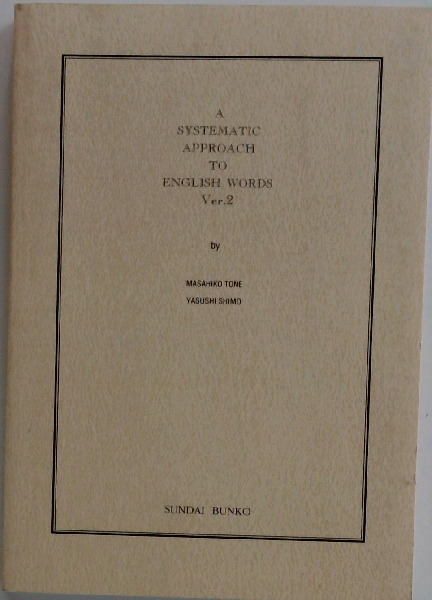 A
SYSTEMATIC
APPROACH
TO
ENGLISH WORDS
Ver.2
by
MASAHIKO TONE
YASUSHI SHIMO
SUNDAI BUNKO